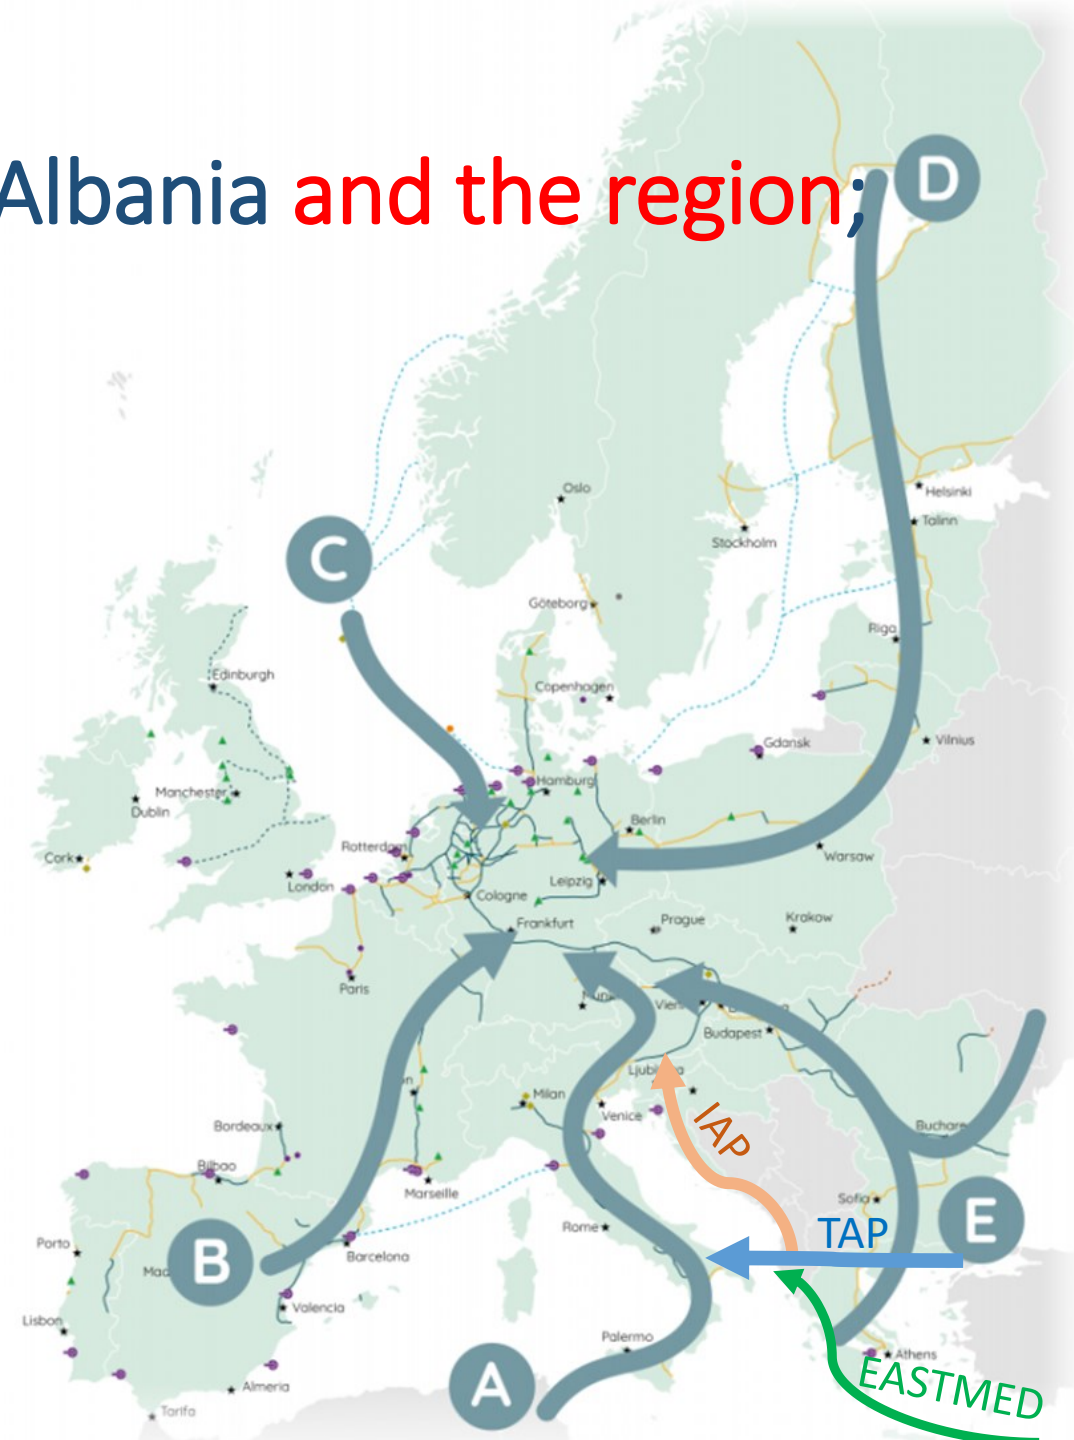 Albania and the region;
D
Oslo
Helsinki
Talinn
Stockholm
C
Göteborg
Riga
Edinburgh
Copenhagen
Vilnius
Gdansk
Hamburg
Manchester
Dublin
Berlin
Rotterdam
Warsaw
Cork
London
Leipzig
Cologne
Frankfurt
Prague
Krakow
Paris
Budapest
Milan
Venice
IAP
Bordeaux
Bilbao
Marseille
Sofia
E
Rome
TAP
Porto
B
Barcelona
Valencia
Lisbon
Palermo
Athens
A
Almeria
EASTMED
Tarifa